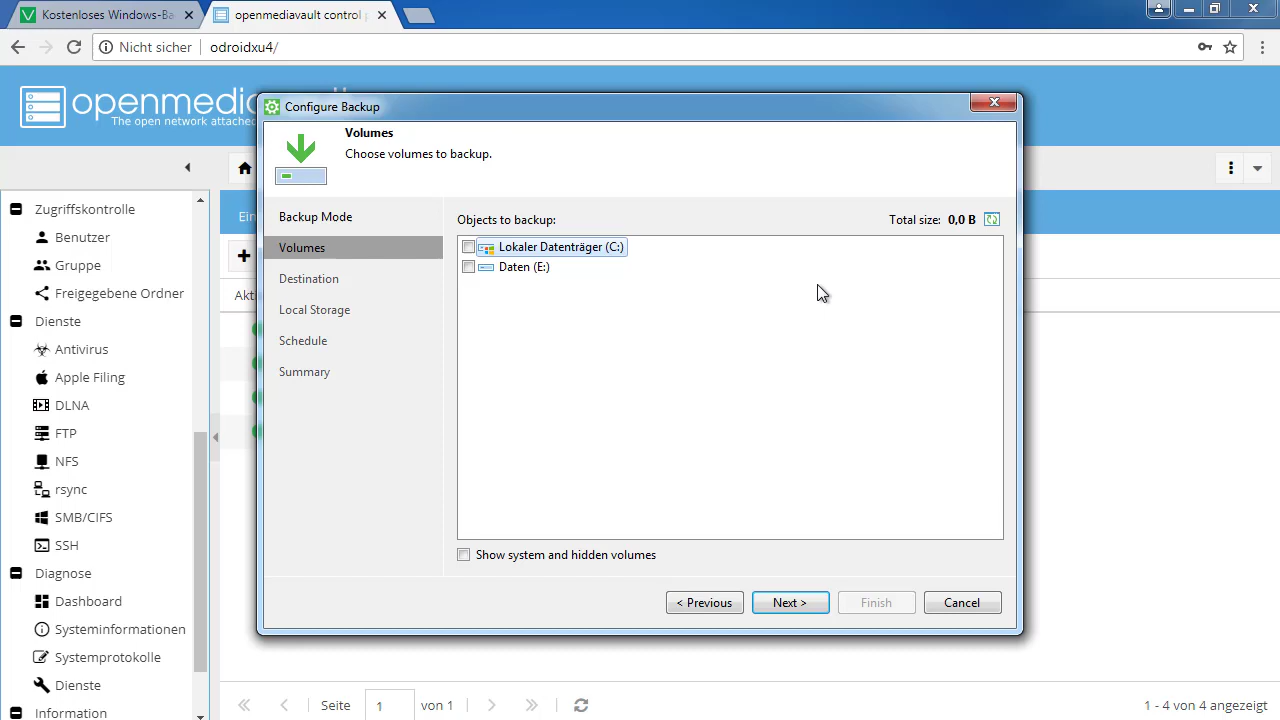 Kostenloses Windows-Ba
openmediavault control
Nicht sicher
odroidxu4/
openmedia
The open network attached
Configure Backup
Volumes
Choose volumes to backup.
Zugriffskontrolle
Benutzer
Gruppe
Freigegebene Ordner
Dienste
Antivirus
Apple Filing
DLNA
FTP
NFS
rsync
SMB/CIFS
SSH
Diagnose
Dashboard
Systeminformationen
Systemprotokolle
Dienste
Information
Ein
Akti
Backup Mode
Volumes
Destination
Local Storage
Schedule
Summary
Objects to backup:
Total size: 0,0 B
Lokaler Datenträger (C:)
Daten (E:)
Show system and hidden volumes
< Previous
Next >
Finish
Cancel
Seite 1 von 1
1 - 4 von 4 angezeigt